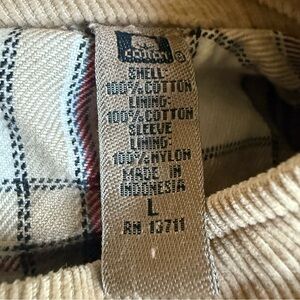 SHELL:
100% COTTON
LINING:
100% COTTON
SLEEVE
LINING:
100% NYLON
MADE IN
INDONESIA
L
RN 13711